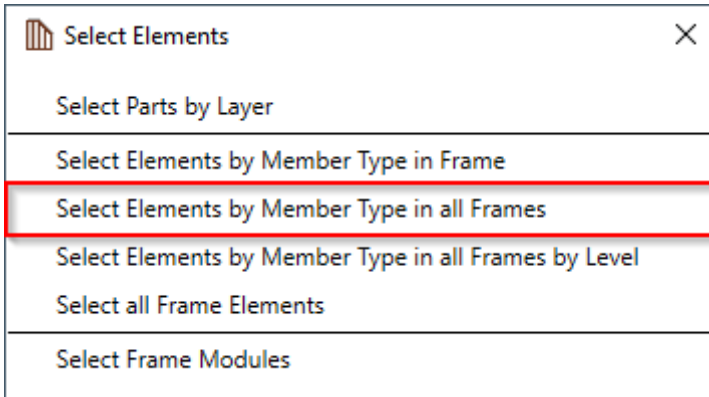 Select Elements
Select Parts by Layer
Select Elements by Member Type in Frame
Select Elements by Member Type in all Frames
Select Elements by Member Type in all Frames by Level
Select all Frame Elements
Select Frame Modules